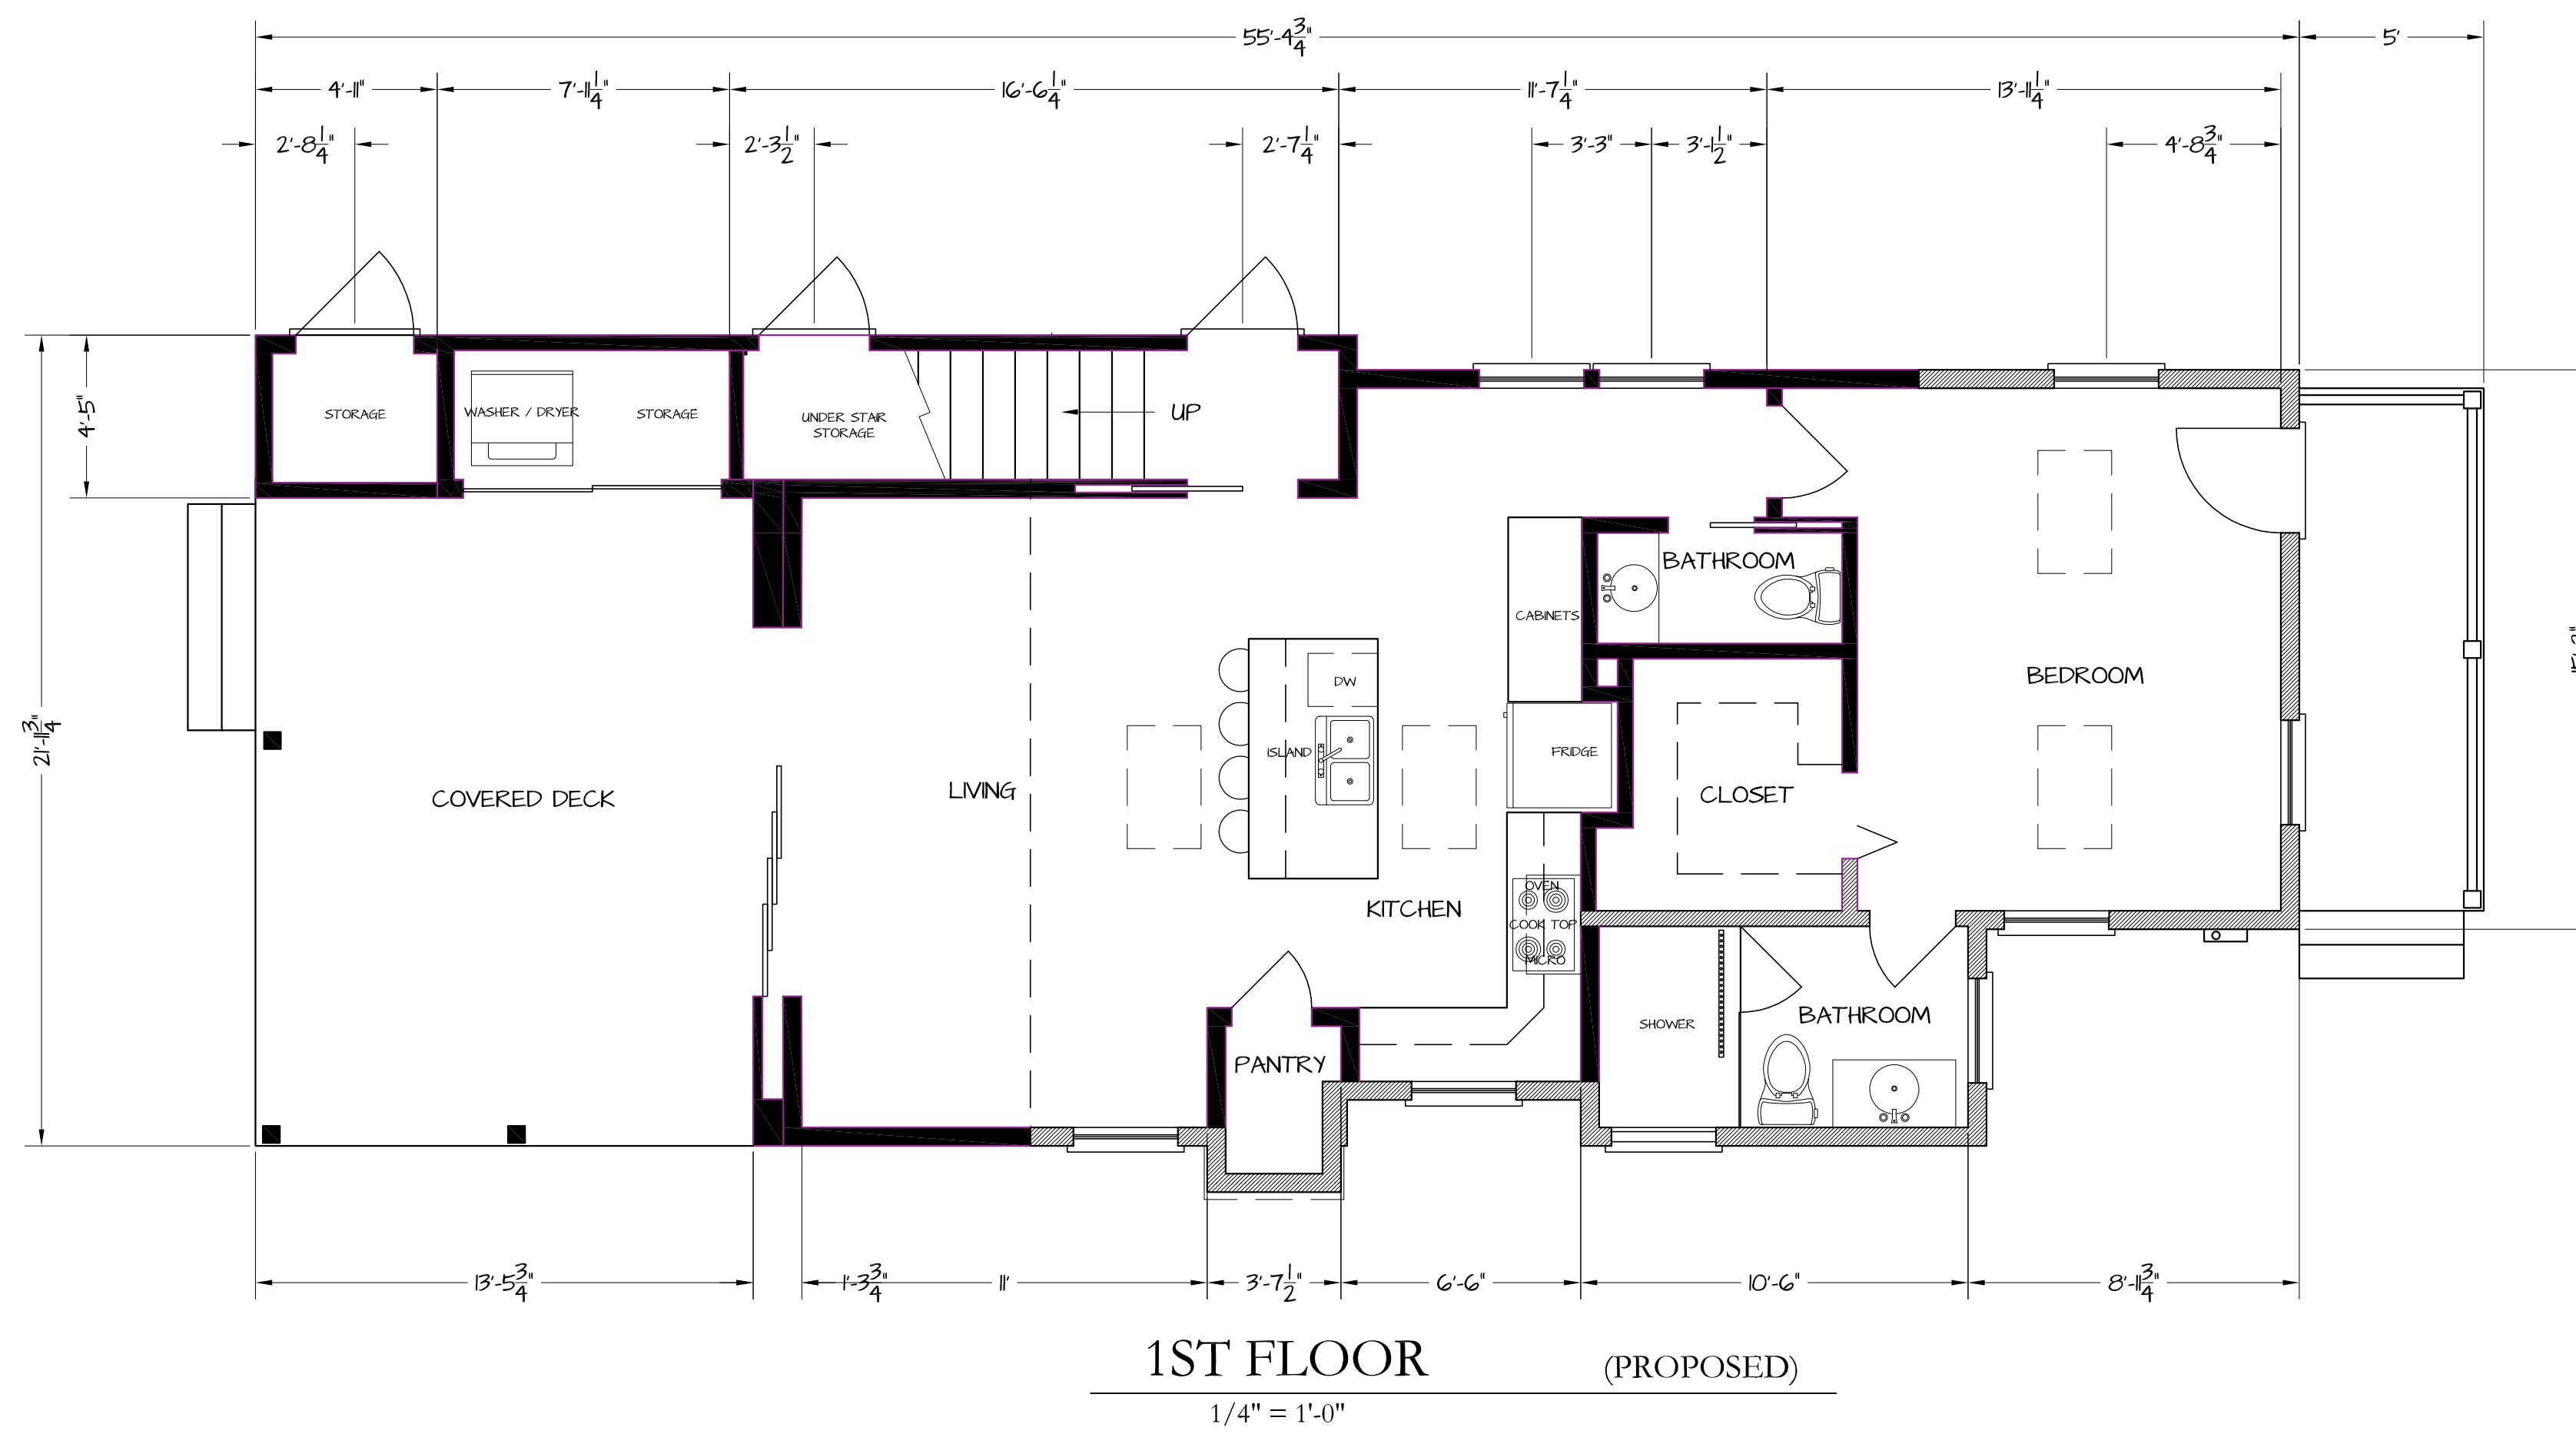 55'-4 3/4"
5'
4'-11"
7'-11 1/4"
16'-6 1/4"
11'-7 1/4"
13'-11 1/4"
2'-8 1/4"
2'-3 1/2"
2'-7 1/4"
3'-3"
3'-1 1/2"
4'-8 3/4"
4'-5"
21'-11 3/4"
STORAGE
WASHER / DRYER
STORAGE
UNDER STAIR
STORAGE
UP
BATHROOM
CABINETS
BEDROOM
DW
ISLAND
FRIDGE
COVERED DECK
LIVING
CLOSET
KITCHEN
OVEN
COOK TOP
MICRO
SHOWER
BATHROOM
PANTRY
13'-5 3/4"
1'-3 3/4"
11'
3'-7 1/2"
6'-6"
10'-6"
8'-11 3/4"
1ST FLOOR
(PROPOSED)
1/4" = 1'-0"